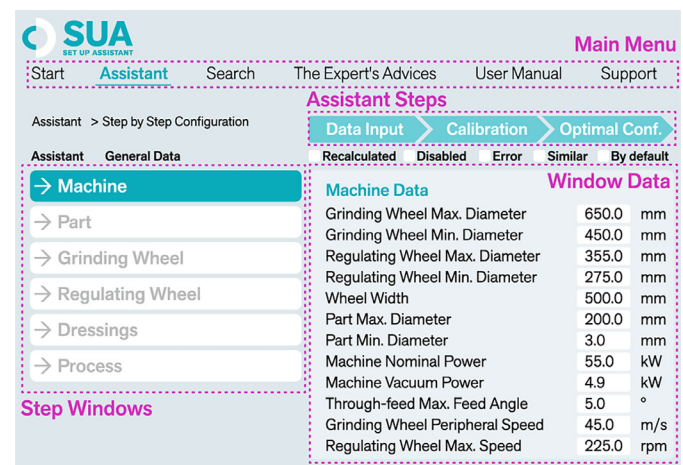 SUA
SET UP ASSISTANT
Main Menu
Start Assistant Search The Expert's Advices User Manual Support
Assistant Steps
Assistant > Step by Step Configuration
Data Input Calibration Optimal Conf.
Assistant General Data
Recalculated Disabled Error Similar By default
Window Data
→ Machine
→ Part
→ Grinding Wheel
→ Regulating Wheel
→ Dressings
→ Process
Step Windows
Machine Data
Grinding Wheel Max. Diameter 650.0 mm
Grinding Wheel Min. Diameter 450.0 mm
Regulating Wheel Max. Diameter 355.0 mm
Regulating Wheel Min. Diameter 275.0 mm
Wheel Width 500.0 mm
Part Max. Diameter 200.0 mm
Part Min. Diameter 3.0 mm
Machine Nominal Power 55.0 kW
Machine Vacuum Power 4.9 kW
Through-feed Max. Feed Angle 5.0 °
Grinding Wheel Peripheral Speed 45.0 m/s
Regulating Wheel Max. Speed 225.0 rpm